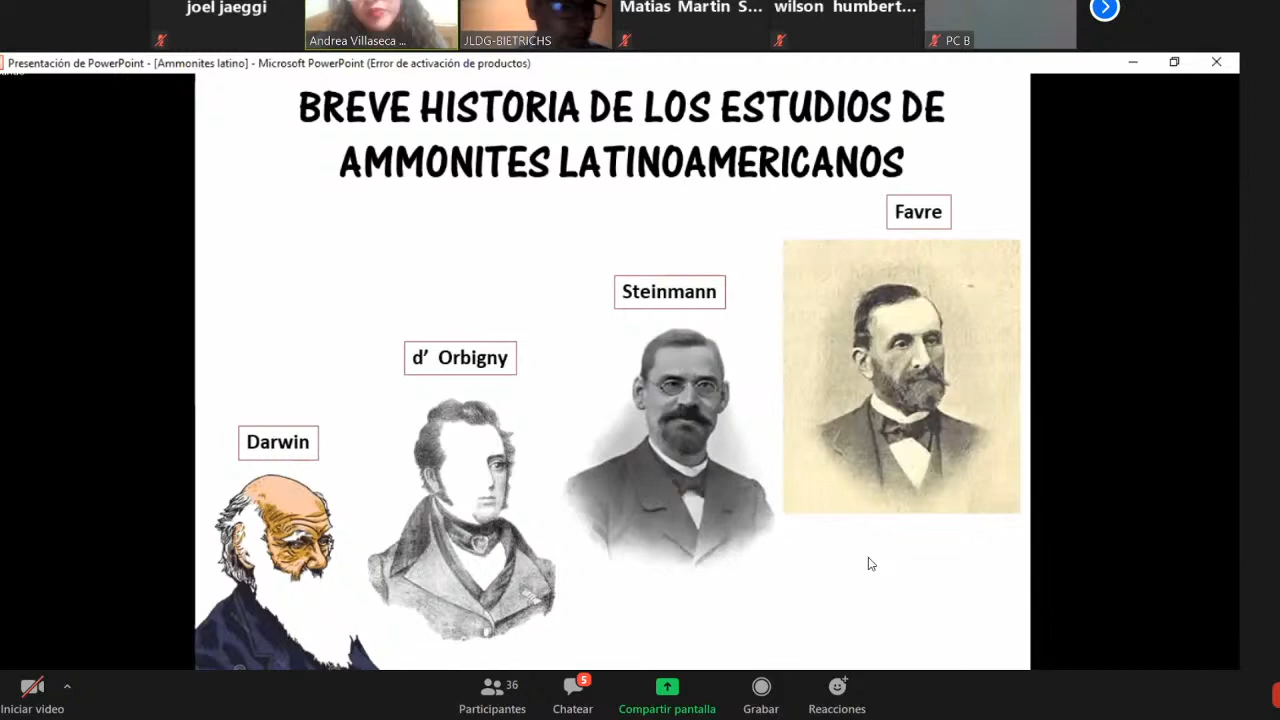 joel jaeggi
Andrea Villaseca ...
JLDG-BIETRICHS
Matias Martin S...
wilson humbert...
PC B
Presentación de PowerPoint - [Ammonites latino] - Microsoft PowerPoint (Error de activación de productos)
BREVE HISTORIA DE LOS ESTUDIOS DE
AMMONITES LATINOAMERICANOS
Favre
Steinmann
d’ Orbigny
Darwin
Iniciar video
36
Participantes
5
Chatear
Compartir pantalla
Grabar
Reacciones